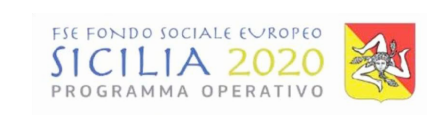 FSE FONDO SOCIALE EUROPEO
SICILIA 2020
PROGRAMMA OPERATIVO